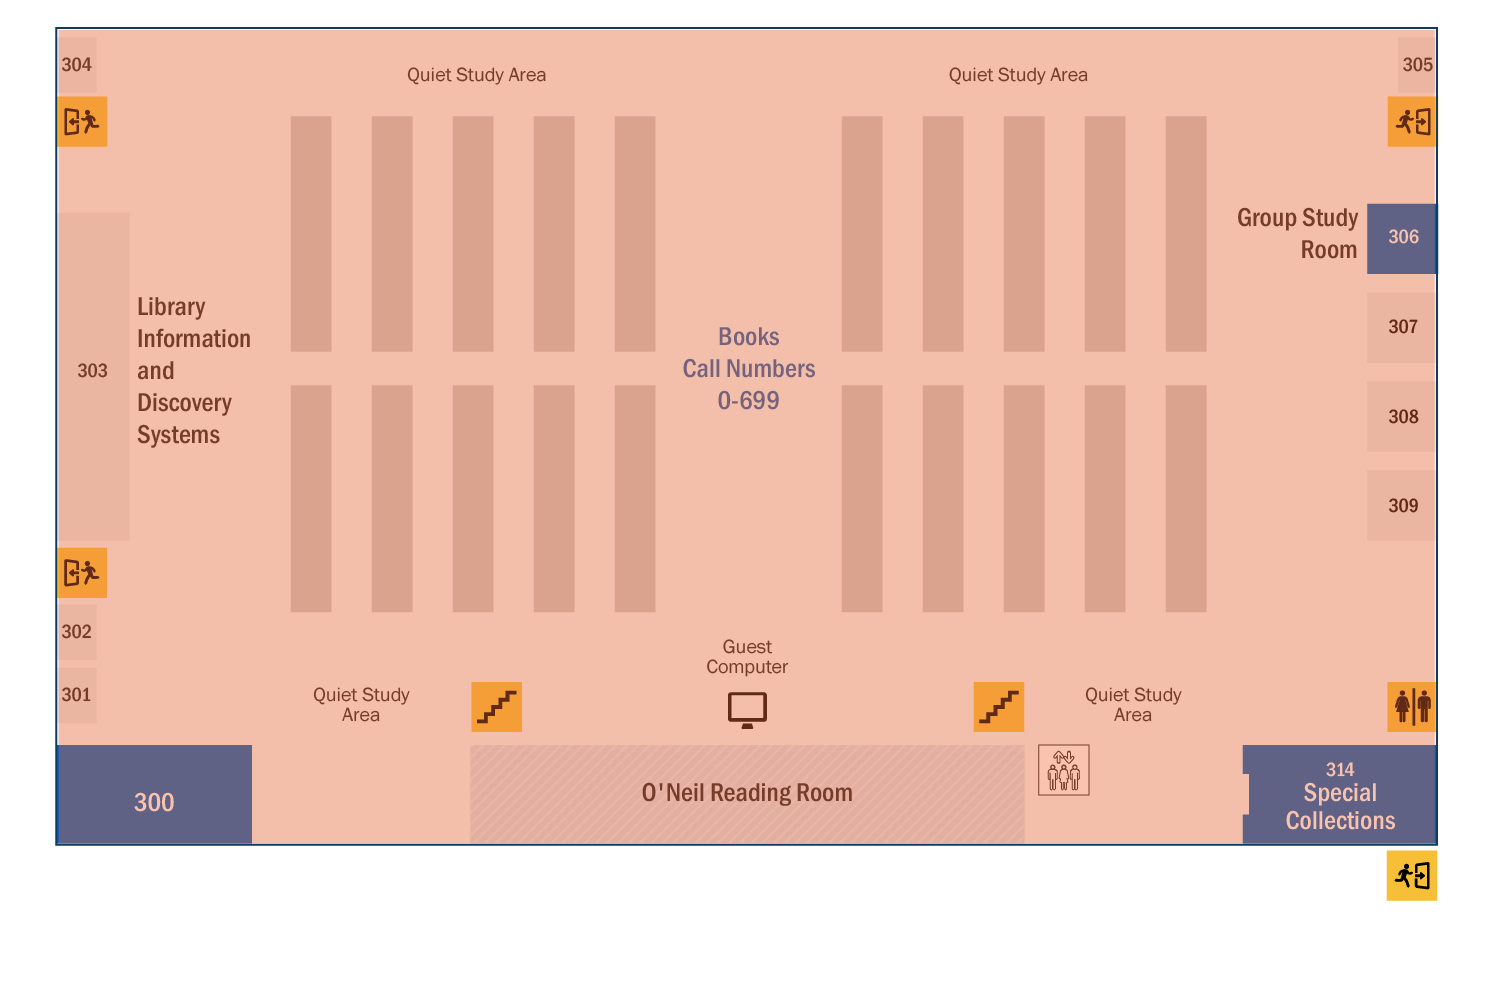 304
Quiet Study Area
Quiet Study Area
305
Group Study
Room
306
Library
Information
and
Discovery
Systems
303
Books
Call Numbers
0-699
307
308
309
302
301
Guest
Computer
Quiet Study
Area
Quiet Study
Area
300
O'Neil Reading Room
314
Special
Collections